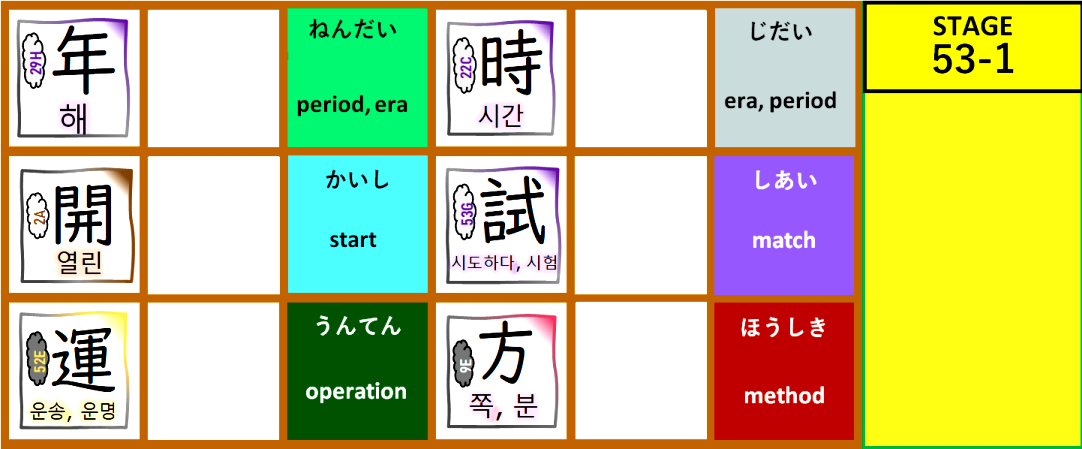 29H
年
해
ねんだい
period, era
22C
時
시간
じだい
era, period
STAGE
53-1
2A
開
열린
かいし
start
53G
試
시도하다, 시험
しあい
match
52E
運
운송, 운명
うんてん
operation
9E
方
쪽, 분
ほうしき
method